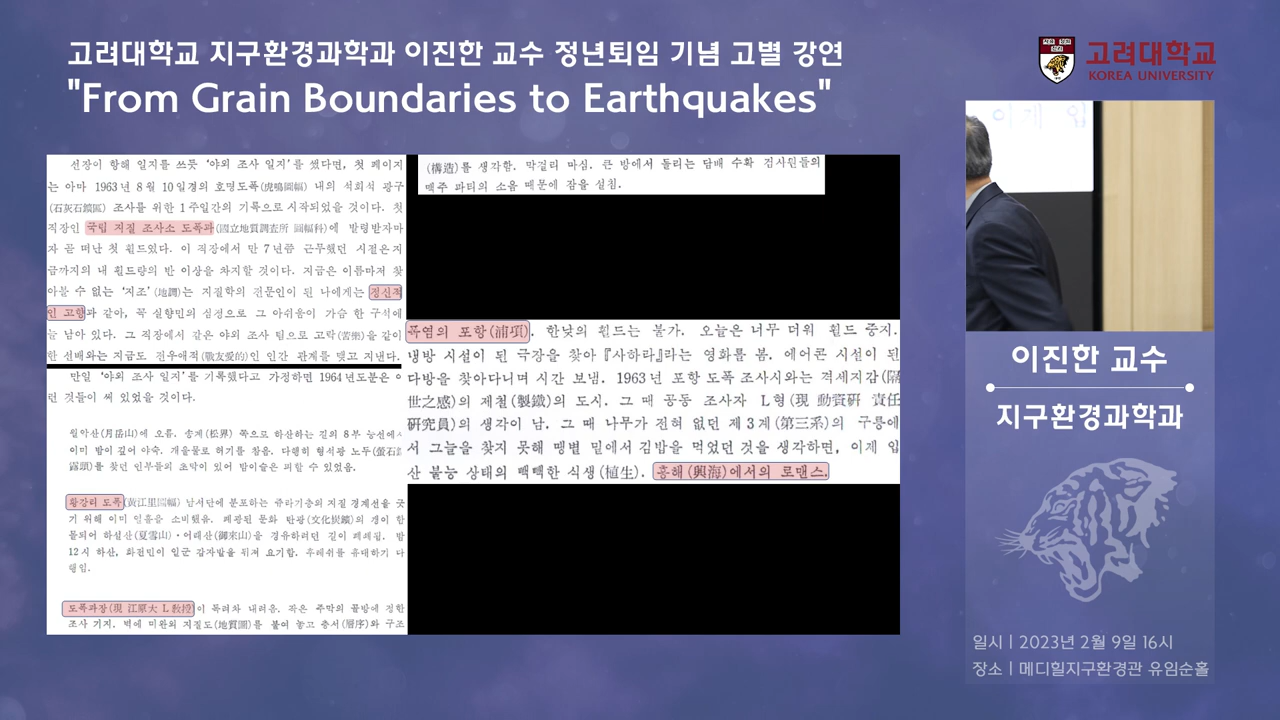 고려대학교 지구환경과학과 이진한 교수 정년퇴임 기념 고별 강연
"From Grain Boundaries to Earthquakes"
고려대학교
KOREA UNIVERSITY
선장이 항해 일지를 쓰듯 '야외 조사 일지'를 썼다면, 첫 페이지
는 아마 1963년 8월 10일경의 호명도폭(虎鳴圖幅) 내의 석회석 광구
(石灰石鑛區) 조사를 위한 1주일간의 기록으로 시작되었을 것이다. 첫
직장인 국립 지질 조사소 도폭과(國立地質調査所 圖幅科)에 발령받자마
자 곧 떠난 첫 휠드였다. 이 직장에서 만 7년쯤 근무했던 시절은 지
금까지의 내 휠드량의 반 이상을 차지할 것이다. 지금은 이름마저 찾
아볼 수 없는 '지조'(地調)는 지질학의 전문인이 된 나에게는 정신적
인 고향과 같아, 꼭 실향민의 심정으로 그 아쉬움이 가슴 한 구석에
늘 남아 있다. 그 직장에서 같은 야외 조사 팀으로 고락(苦樂)을 같이
한 선배와는 지금도 전우애적(戰友愛的)인 인간 관계를 맺고 지낸다.
만일 '야외 조사 일지'를 기록했다고 가정하면 1964년도분은 이
런 것들이 써 있었을 것이다.
월악산(月岳山)에 오름. 송계(松界) 쪽으로 하산하는 길의 8부 능선에서
이미 밤이 깊어 야숙. 개울물로 허기를 참음. 다행히 형석광 노두(螢石
露頭)를 찾던 인부들의 초막이 있어 밤이슬은 피할 수 있었음.
황강리 도폭(黃江里圖幅) 남서단에 분포하는 쥬라기층의 지질 경계선을 긋
기 위해 이미 일흘을 소비했음. 폐광된 문화 탄광(文化炭鑛)의 갱이 함
몰되어 하설산(夏雪山)·어래산(御來山)을 경유하려던 길이 폐쇄됨. 밤
12시 하산, 화전민이 일군 감자밭을 뒤져 요기함. 후레쉬를 휴대하기 다
행임.
도폭과장(現 江原大 L敎授)이 독려차 내려옴. 작은 주막의 골방에 정한
조사 기지. 벽에 미완의 지질도(地質圖)를 붙여 놓고 층서(層序)와 구조
(構造)를 생각함. 막걸리 마심. 큰 방에서 둘리는 담배 수확 검사원들의
맥주 파티의 소음 때문에 잠을 설침.
폭염의 포항(浦項). 한낮의 휠드는 불가. 오늘은 너무 더워 휠드 중지.
냉방 시설이 된 극장을 찾아 『사하라』라는 영화를 봄. 에어콘 시설이 된
다방을 찾아다니며 시간 보냄. 1963년 포항 도폭 조사시와는 격세지감(隔
世之感)의 제철(製鐵)의 도시. 그 때 공동 조사자 L형(現 動資硏 責任
硏究員)의 생각이 남. 그 때 나무가 전혀 없던 제3계(第三系)의 구릉에
서 그늘을 찾지 못해 땡볕 밑에서 김밥을 먹었던 것을 생각하면, 이제 입
산 불능 상태의 맥맥한 식생(植生). 흥해(興海)에서의 로맨스.
이게 입
이진한 교수
지구환경과학과
일시 | 2023년 2월 9일 16시
장소 | 메디힐지구환경관 유임순홀